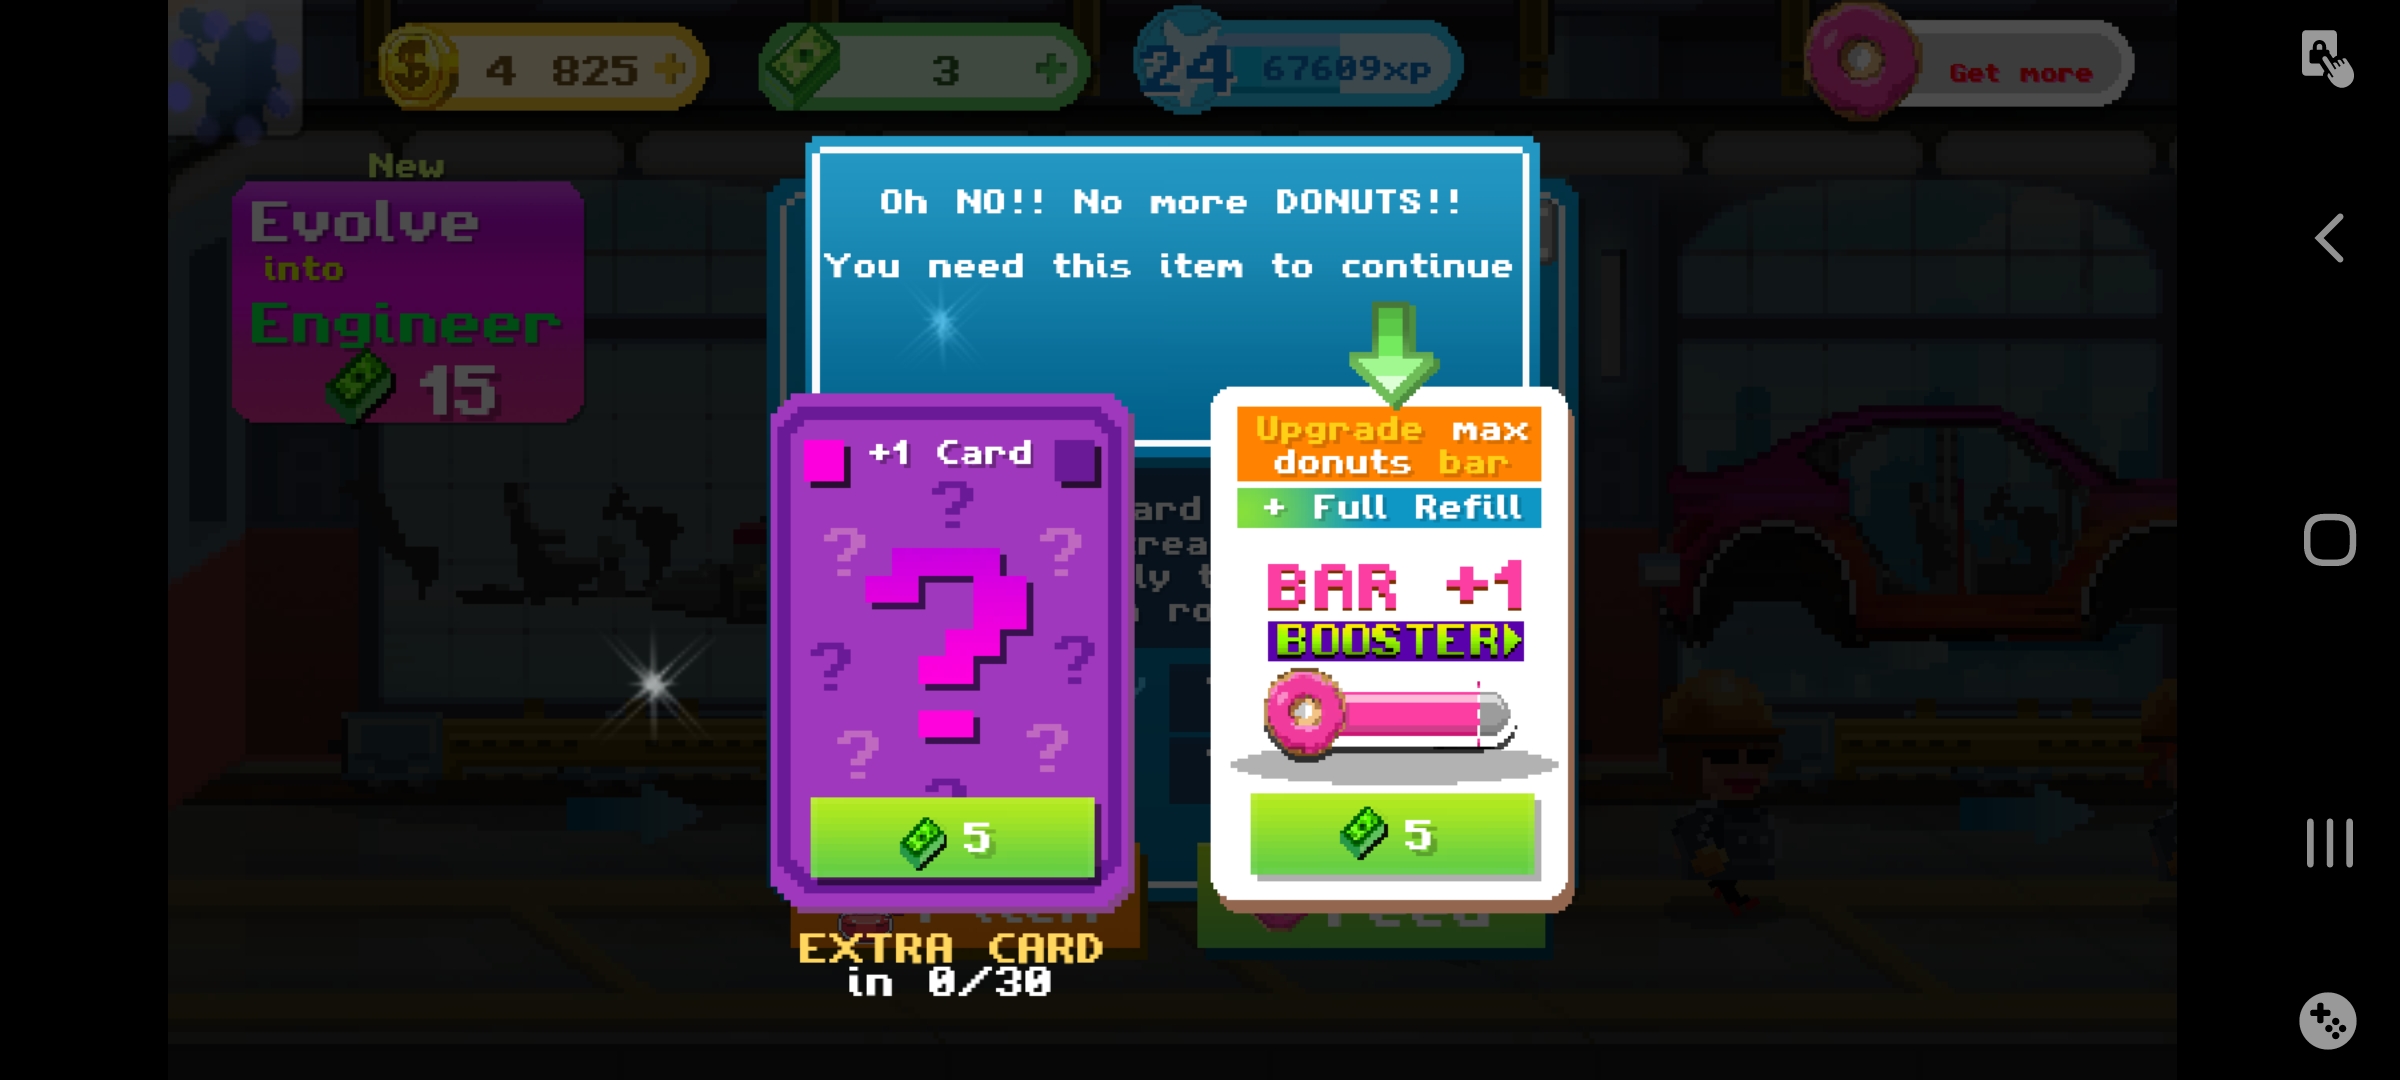 4 825 +
3 +
24 67609xp
Get more
New
Evolve
into
Engineer
15
Oh NO!! No more DONUTS!!
You need this item to continue
+1 Card
?
5
EXTRA CARD
in 0/30
Upgrade max
donuts bar
+ Full Refill
BAR +1
BOOSTER
5